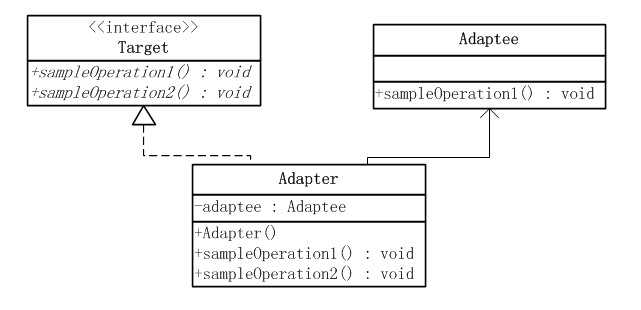 <<interface>>
Target
+sampleOperation1() : void
+sampleOperation2() : void
Adaptee
+sampleOperation1() : void
Adapter
-adaptee : Adaptee
+Adapter()
+sampleOperation1() : void
+sampleOperation2() : void